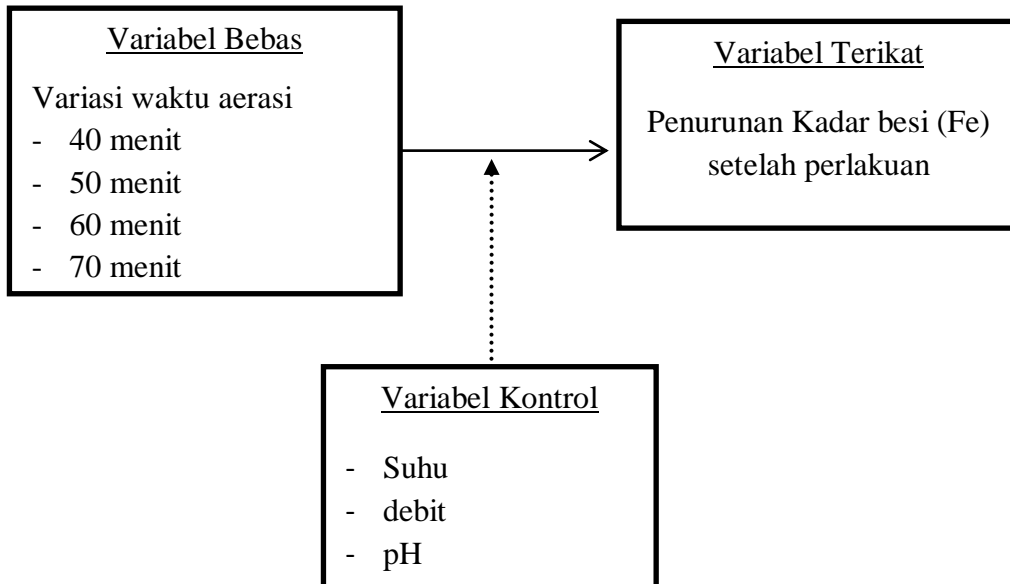 Variabel Bebas
Variasi waktu aerasi
- 40 menit
- 50 menit
- 60 menit
- 70 menit
Variabel Terikat
Penurunan Kadar besi (Fe)
setelah perlakuan
Variabel Kontrol
- Suhu
- debit
- pH